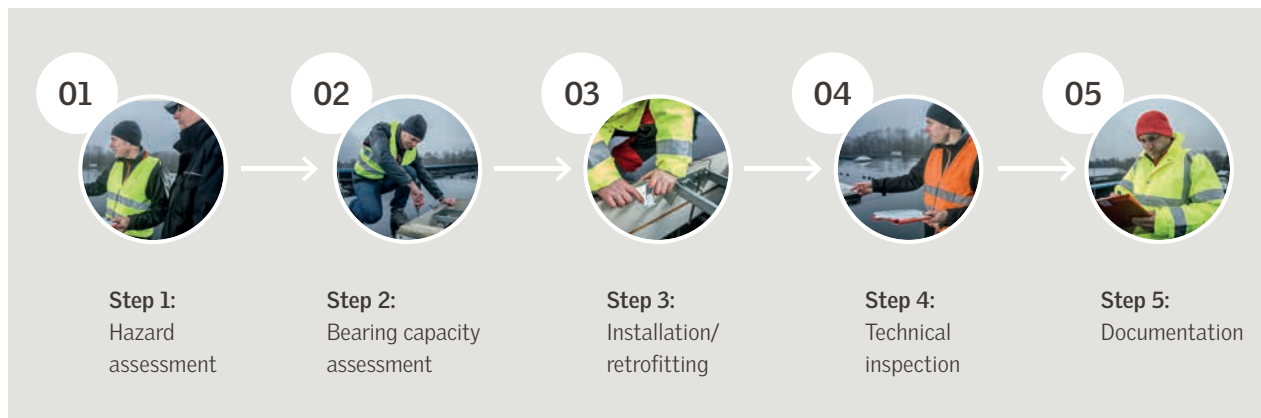 01
02
03
04
05
Step 1:
Hazard
assessment
Step 2:
Bearing capacity
assessment
Step 3:
Installation/
retrofitting
Step 4:
Technical
inspection
Step 5:
Documentation